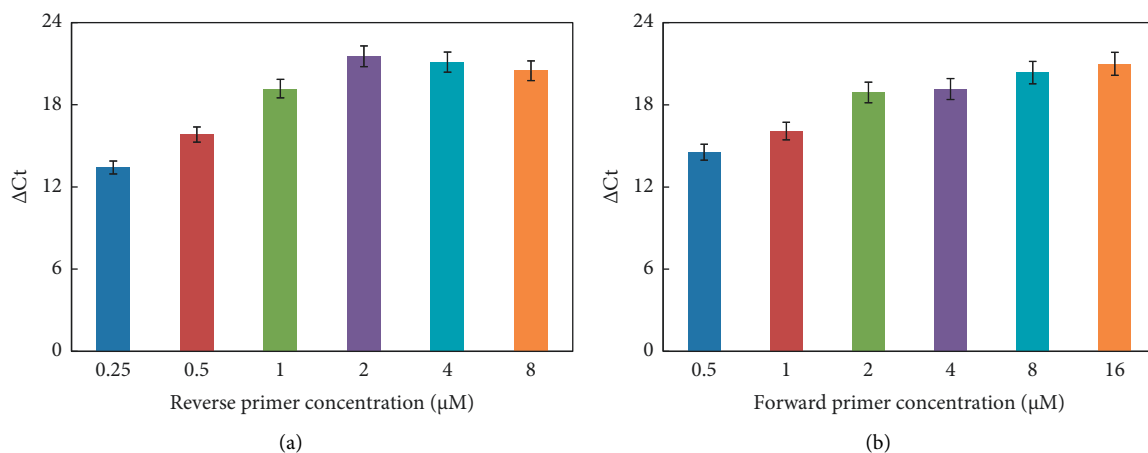 24
18
12
6
0
ΔCt
0.25 0.5 1 2 4 8
Reverse primer concentration (μM)
(a)
24
18
12
6
0
ΔCt
0.5 1 2 4 8 16
Forward primer concentration (μM)
(b)